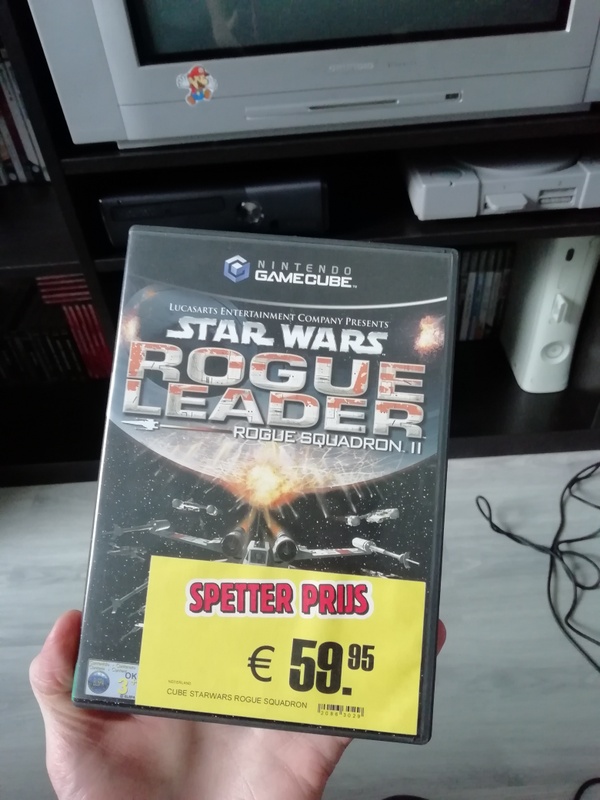 NINTENDO
GAMECUBE™
LUCASARTS ENTERTAINMENT COMPANY PRESENTS
STAR WARS
ROGUE
LEADER
ROGUE SQUADRON II
SPETTER PRIJS
€ 59.95
CUBE STARWARS ROGUE SQUADRON